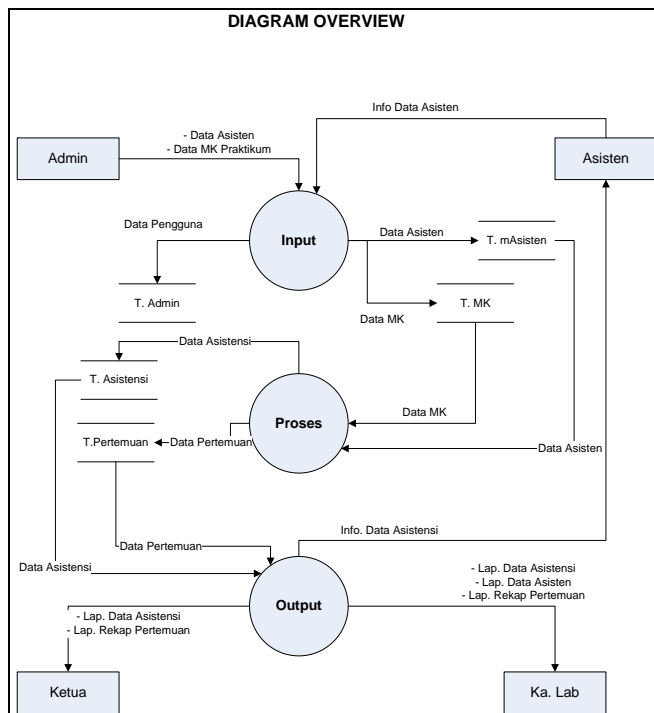 DIAGRAM OVERVIEW
Info Data Asisten
- Data Asisten
- Data MK Praktikum
Admin
Asisten
Data Pengguna
Input
Data Asisten
T. mAsisten
T. Admin
T. MK
Data MK
Data Asistensi
T. Asistensi
Proses
Data MK
T.Pertemuan
Data Pertemuan
Data Asisten
Info. Data Asistensi
Data Pertemuan
Data Asistensi
- Lap. Data Asistensi
- Lap. Data Asisten
- Lap. Rekap Pertemuan
Output
- Lap. Data Asistensi
- Lap. Rekap Pertemuan
Ketua
Ka. Lab